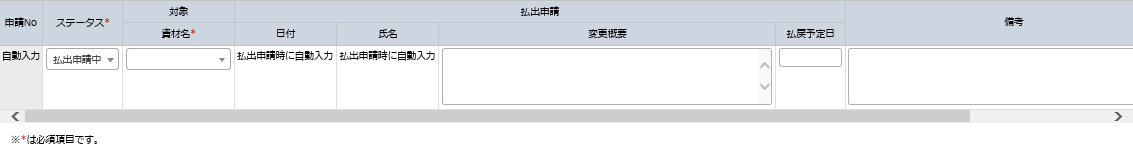 対象 払出申請
申請No ステータス* 備考
資材名* 日付 氏名 変更概要 払戻予定日
自動入力 払出申請中 払出申請時に自動入力 払出申請時に自動入力
※*は必須項目です。